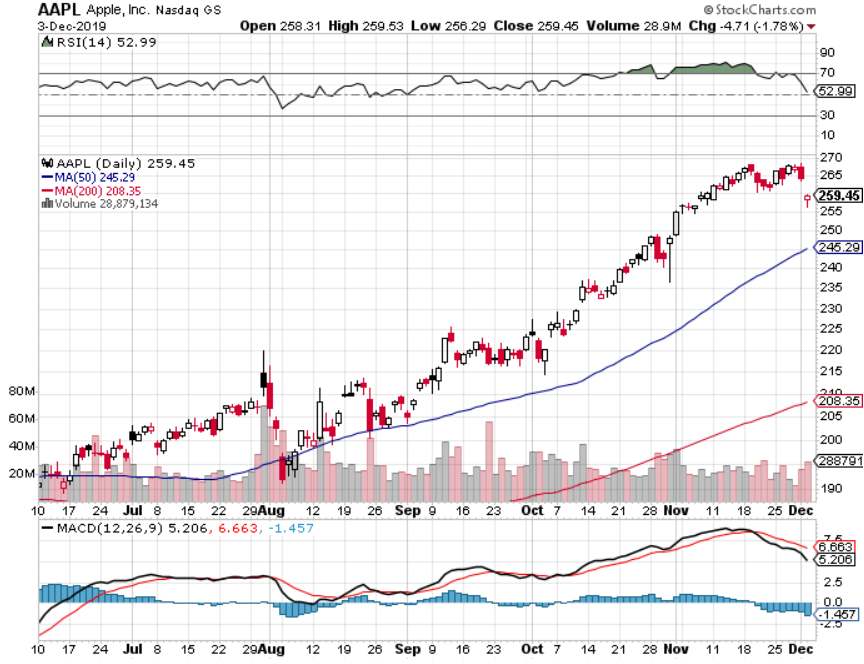 AAPL Apple, Inc. Nasdaq GS © StockCharts.com
3-Dec-2019 Open 258.31 High 259.53 Low 256.29 Close 259.45 Volume 28.9M Chg -4.71 (-1.78%)
RSI(14) 52.99
90
70
52.99
30
10
AAPL (Daily) 259.45
MA(50) 245.29
MA(200) 208.35
Volume 28,879,134
270
265
259.45
255
250
245.29
240
235
230
225
220
215
208.35
205
200
288791
190
80M
60M
40M
20M
10 17 24 Jul 8 15 22 29 Aug 12 19 26 Sep 9 16 23 Oct 7 14 21 28 Nov 11 18 25 Dec
MACD(12,26,9) 5.206, 6.663, -1.457
7.5
6.663
5.206
2.5
0.0
-1.457
-2.5
10 17 24 Jul 8 15 22 29 Aug 12 19 26 Sep 9 16 23 Oct 7 14 21 28 Nov 11 18 25 Dec